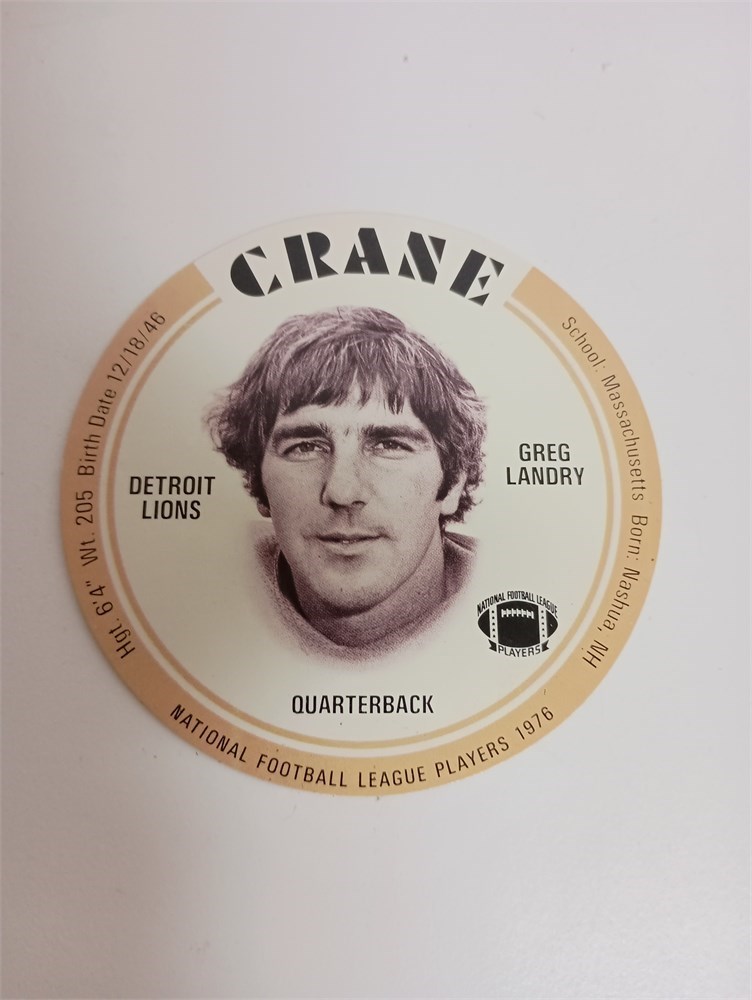 CRANE
Hgt. 6'4" Wt. 205 Birth Date 12/18/46
School: Massachusetts Born: Nashua, NH
DETROIT
LIONS
GREG
LANDRY
NATIONAL FOOTBALL LEAGUE
PLAYERS
QUARTERBACK
NATIONAL FOOTBALL LEAGUE PLAYERS 1976